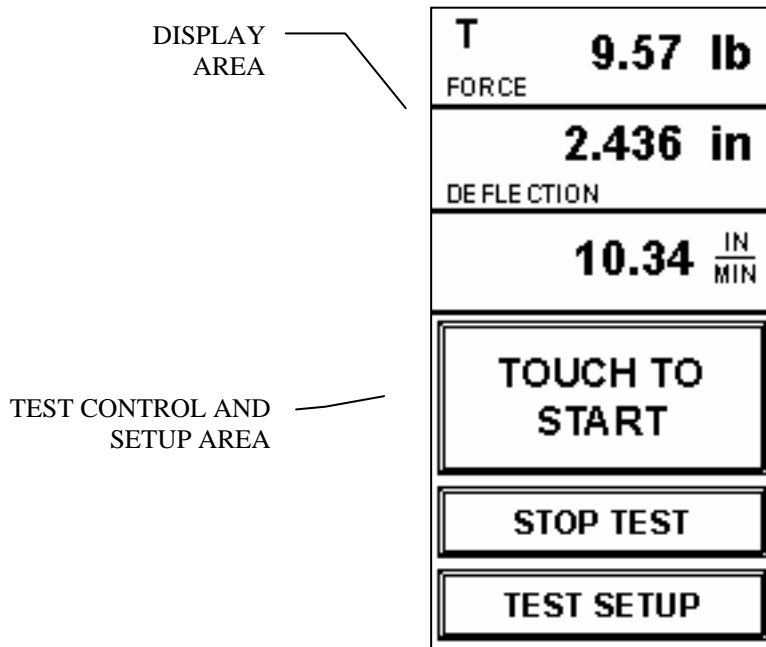 DISPLAY
AREA
T
9.57 lb
FORCE
2.436 in
DEFLECTION
10.34 IN
MIN
TEST CONTROL AND
SETUP AREA
TOUCH TO
START
STOP TEST
TEST SETUP